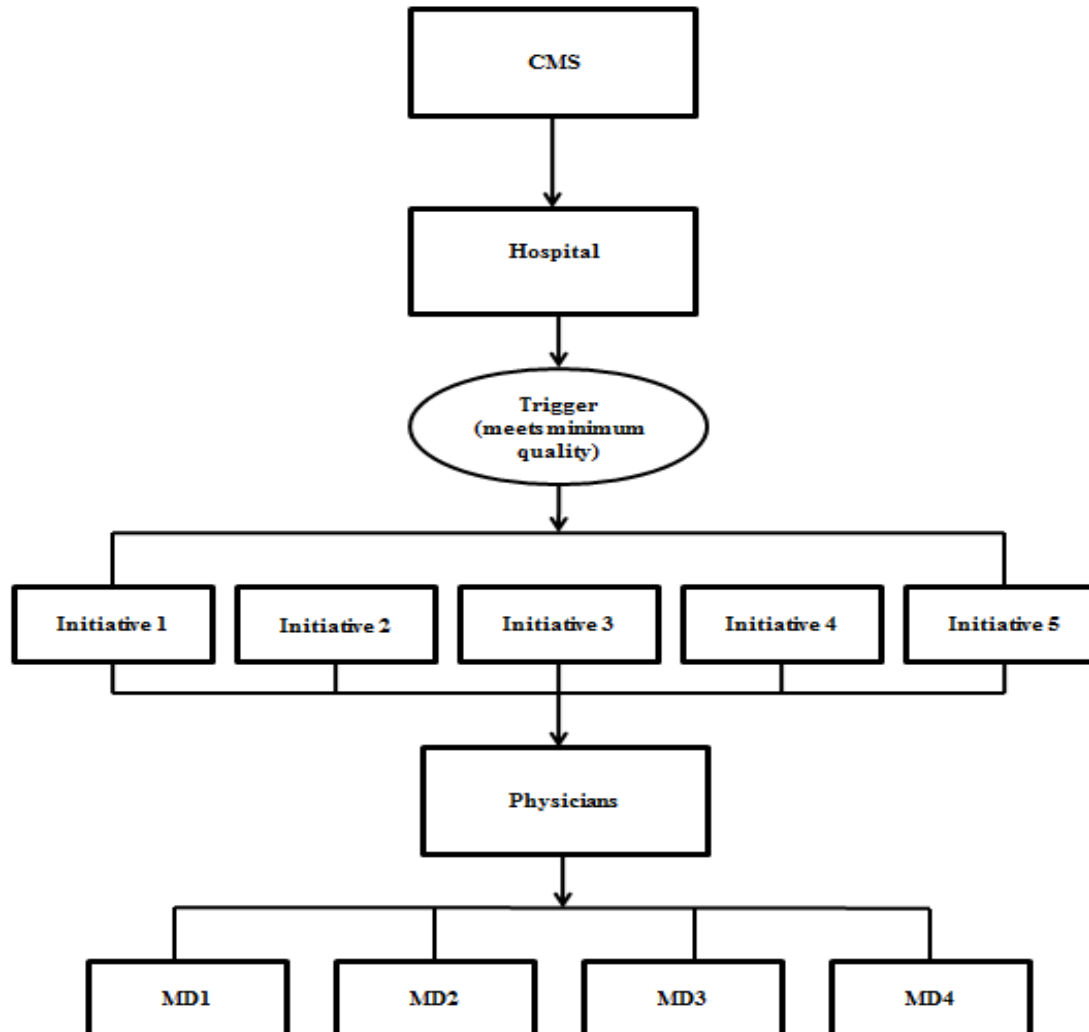 CMS
Hospital
Trigger
(meets minimum
quality)
Initiative 1
Initiative 2
Initiative 3
Initiative 4
Initiative 5
Physicians
MD1
MD2
MD3
MD4